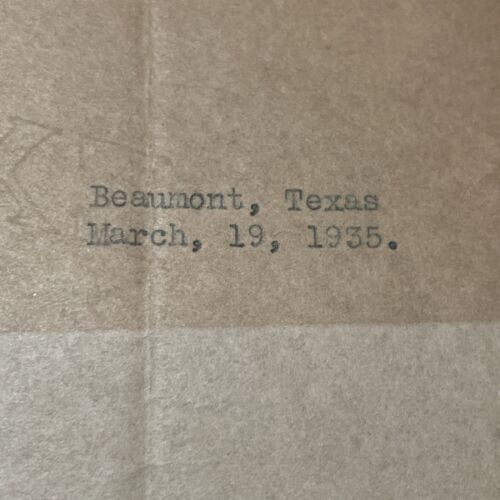 Beaumont, Texas
March, 19, 1935.